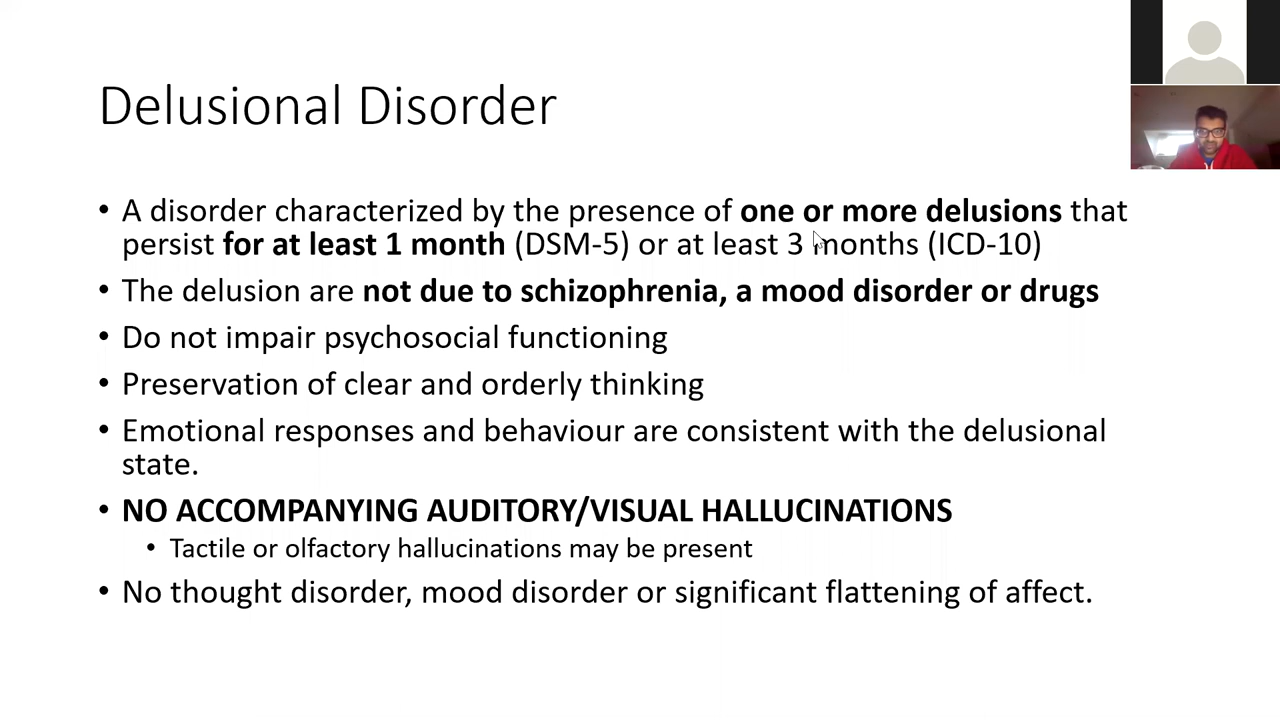 Delusional Disorder
• A disorder characterized by the presence of one or more delusions that
persist for at least 1 month (DSM-5) or at least 3 months (ICD-10)
• The delusion are not due to schizophrenia, a mood disorder or drugs
• Do not impair psychosocial functioning
• Preservation of clear and orderly thinking
• Emotional responses and behaviour are consistent with the delusional
state.
• NO ACCOMPANYING AUDITORY/VISUAL HALLUCINATIONS
• Tactile or olfactory hallucinations may be present
• No thought disorder, mood disorder or significant flattening of affect.